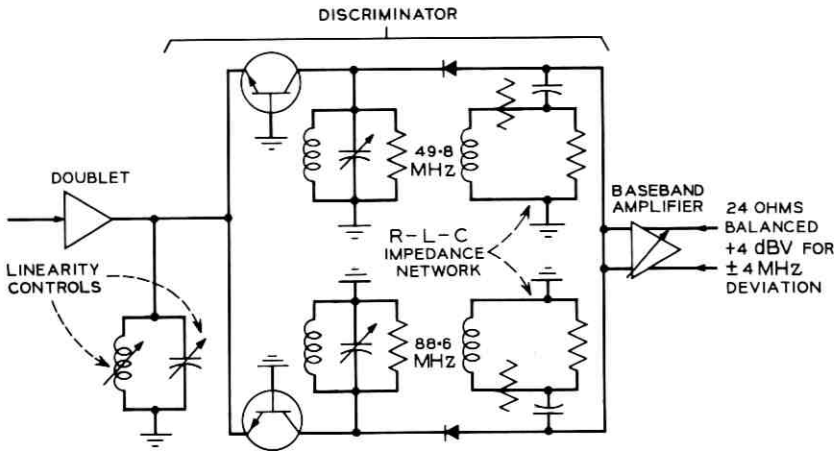 DISCRIMINATOR
DOUBLET
49·8
MHz
BASEBAND
AMPLIFIER
24 OHMS
BALANCED
+4 dBV FOR
±4 MHz
DEVIATION
R-L-C
IMPEDANCE
NETWORK
LINEARITY
CONTROLS
88·6
MHz